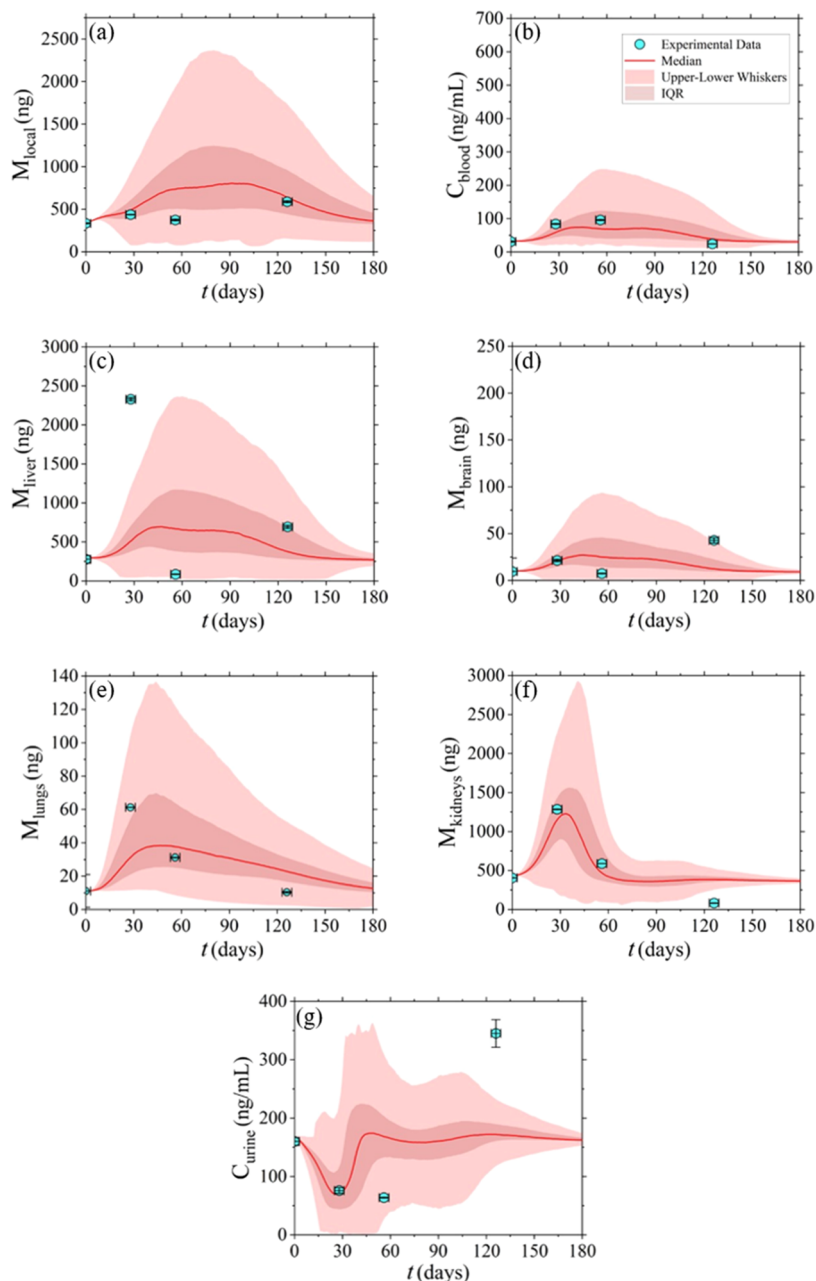 (a)
M_local (ng)
2500
2000
1500
1000
500
0
0 30 60 90 120 150 180
t (days)
(b)
C_blood (ng/mL)
700
600
500
400
300
200
100
0
0 30 60 90 120 150 180
t (days)
Experimental Data
Median
Upper-Lower Whiskers
IQR
(c)
M_liver (ng)
3000
2500
2000
1500
1000
500
0
0 30 60 90 120 150 180
t (days)
(d)
M_brain (ng)
250
200
150
100
50
0
0 30 60 90 120 150 180
t (days)
(e)
M_lungs (ng)
140
120
100
80
60
40
20
0
0 30 60 90 120 150 180
t (days)
(f)
M_kidneys (ng)
3000
2500
2000
1500
1000
500
0
0 30 60 90 120 150 180
t (days)
(g)
C_urine (ng/mL)
400
300
200
100
0
0 30 60 90 120 150 180
t (days)